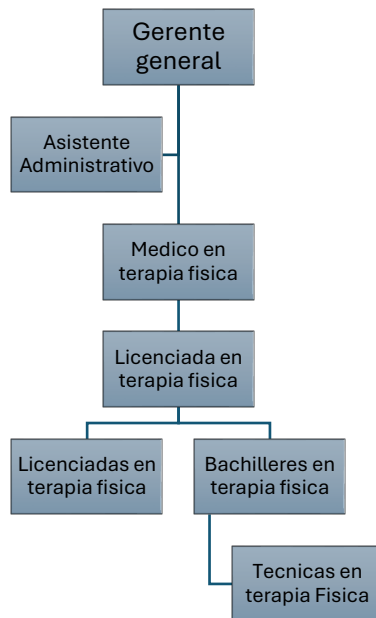 Gerente
general
Asistente
Administrativo
Medico en
terapia fisica
Licenciada en
terapia fisica
Licenciadas en
terapia fisica
Bachilleres en
terapia fisica
Tecnicas en
terapia Fisica